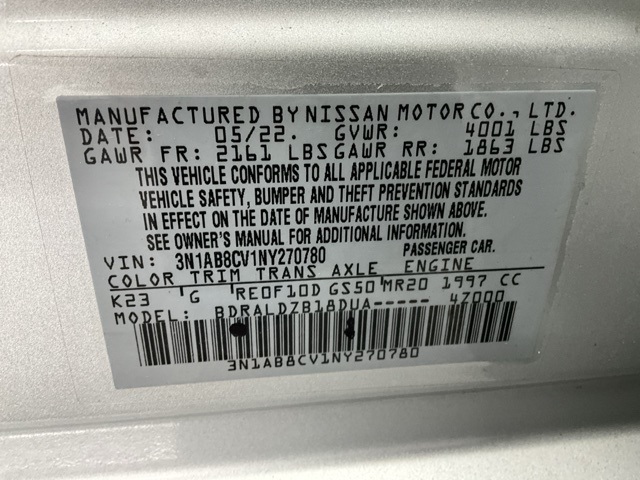 MANUFACTURED BY NISSAN MOTOR CO., LTD.
DATE: 05/22. GVWR: 4001 LBS
GAWR FR: 2161 LBS GAWR RR: 1863 LBS
THIS VEHICLE CONFORMS TO ALL APPLICABLE FEDERAL MOTOR
VEHICLE SAFETY, BUMPER AND THEFT PREVENTION STANDARDS
IN EFFECT ON THE DATE OF MANUFACTURE SHOWN ABOVE.
SEE OWNER'S MANUAL FOR ADDITIONAL INFORMATION.
VIN: 3N1AB8CV1NY270780 PASSENGER CAR.
COLOR TRIM TRANS AXLE ENGINE
K23 G RE0F10D GS50 MR20 1997 CC
MODEL: BDRALDZB18DUA----- 47000
3N1AB8CV1NY270780